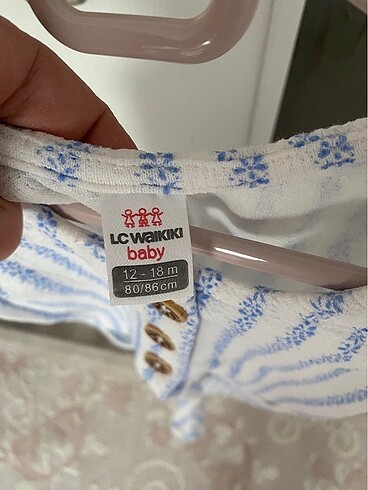 LC WAIKIKI
baby
12 - 18 m
80/86 cm